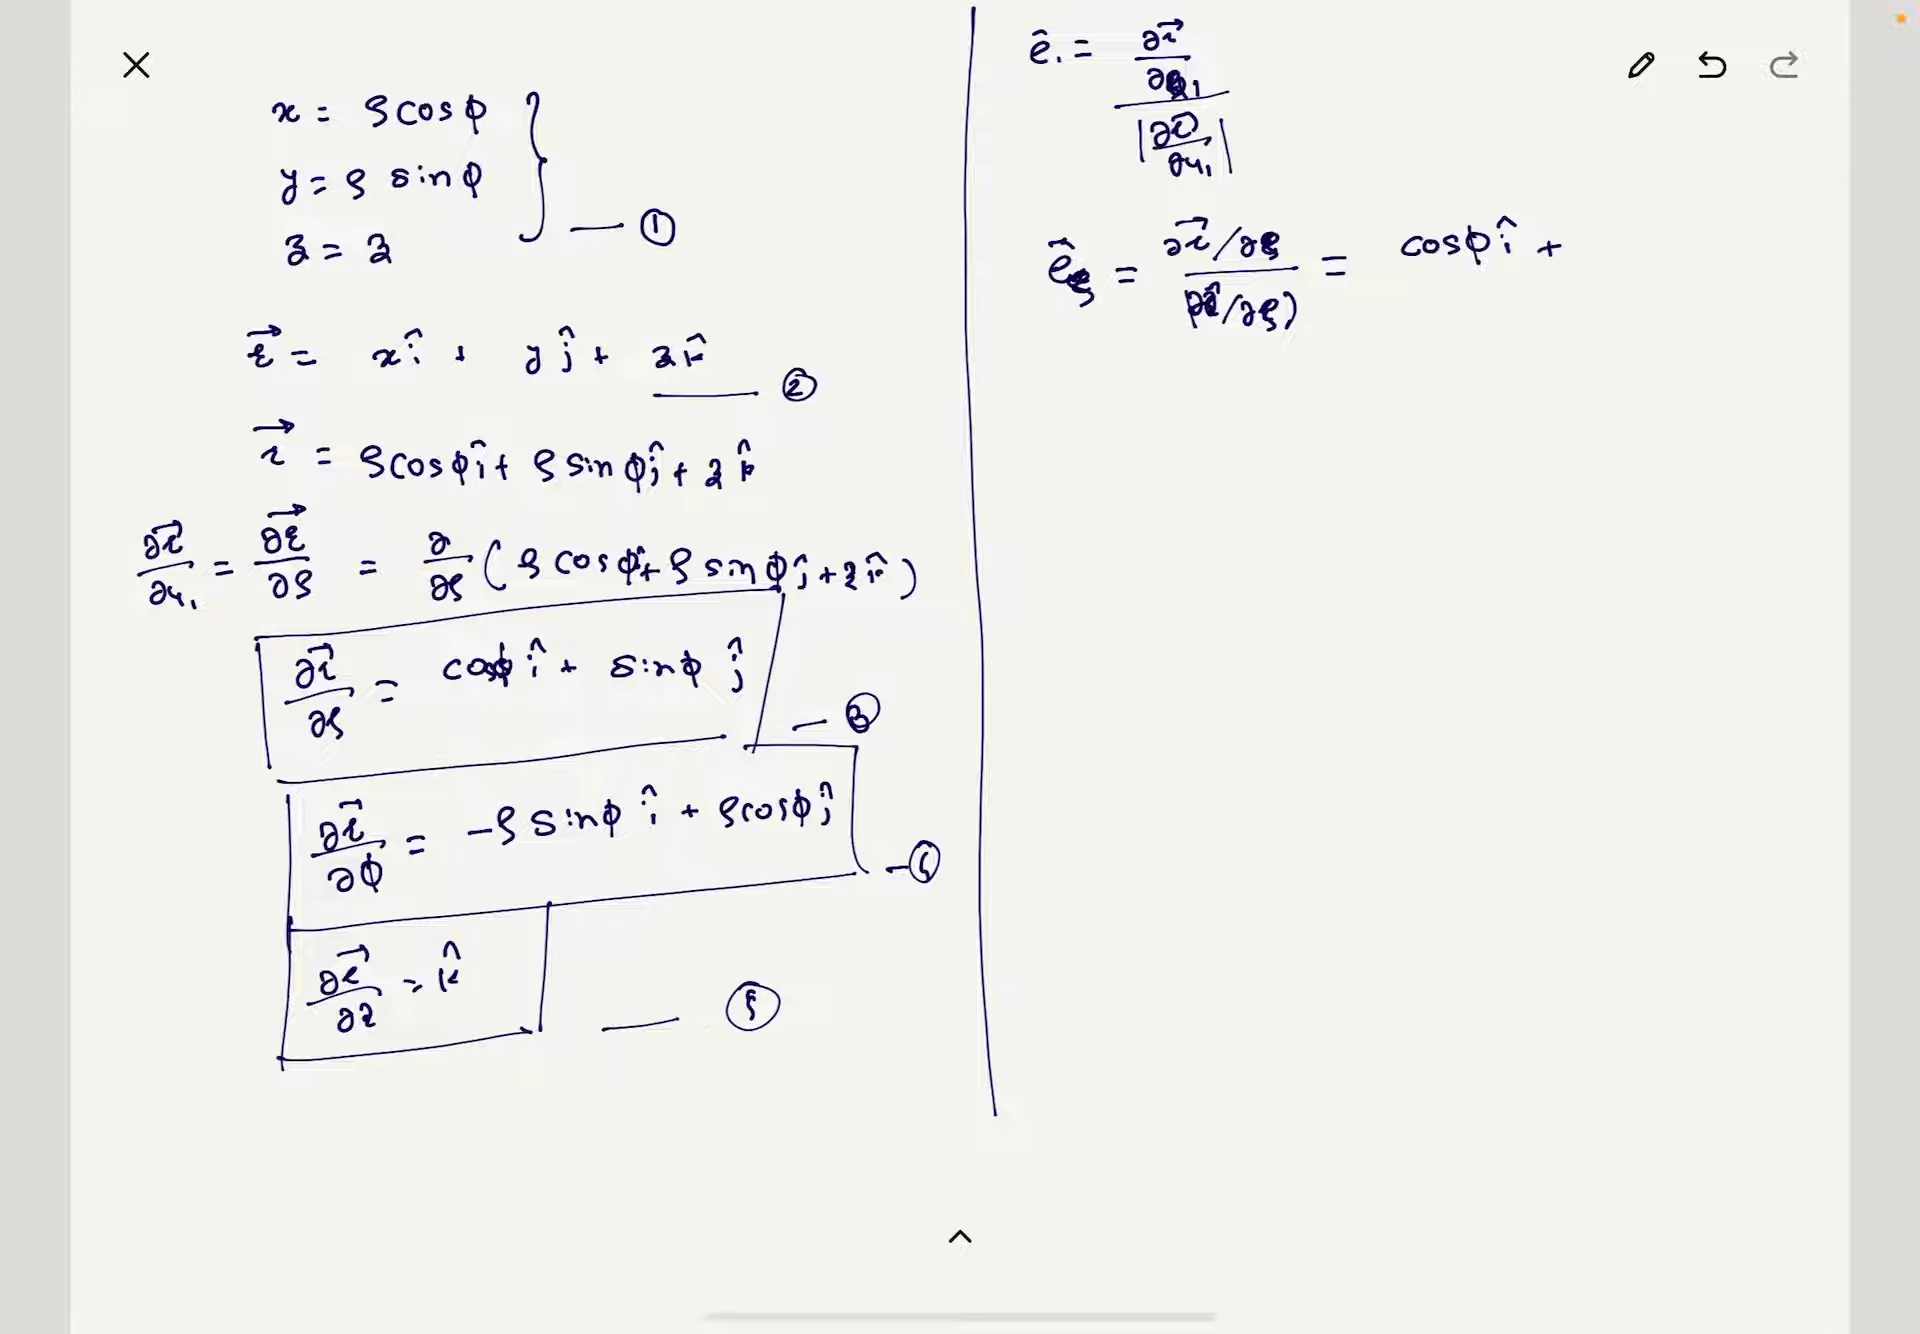 x = ρ cos φ
y = ρ sin φ
z = z
— ①
r⃗ = x î + y ĵ + z k̂
— ②
r⃗ = ρ cos φ î + ρ sin φ ĵ + z k̂
∂r⃗/∂u₁ = ∂r⃗/∂ρ = ∂/∂ρ (ρ cos φ î + ρ sin φ ĵ + z k̂)
∂r⃗/∂ρ = cos φ î + sin φ ĵ
— ③
∂r⃗/∂φ = -ρ sin φ î + ρ cos φ ĵ
∂r⃗/∂z = k̂
— ⑤
ê₁ = (∂r⃗/∂u₁) / |∂r⃗/∂u₁|
ê_ρ = (∂r⃗/∂ρ) / |∂r⃗/∂ρ| = cos φ î +